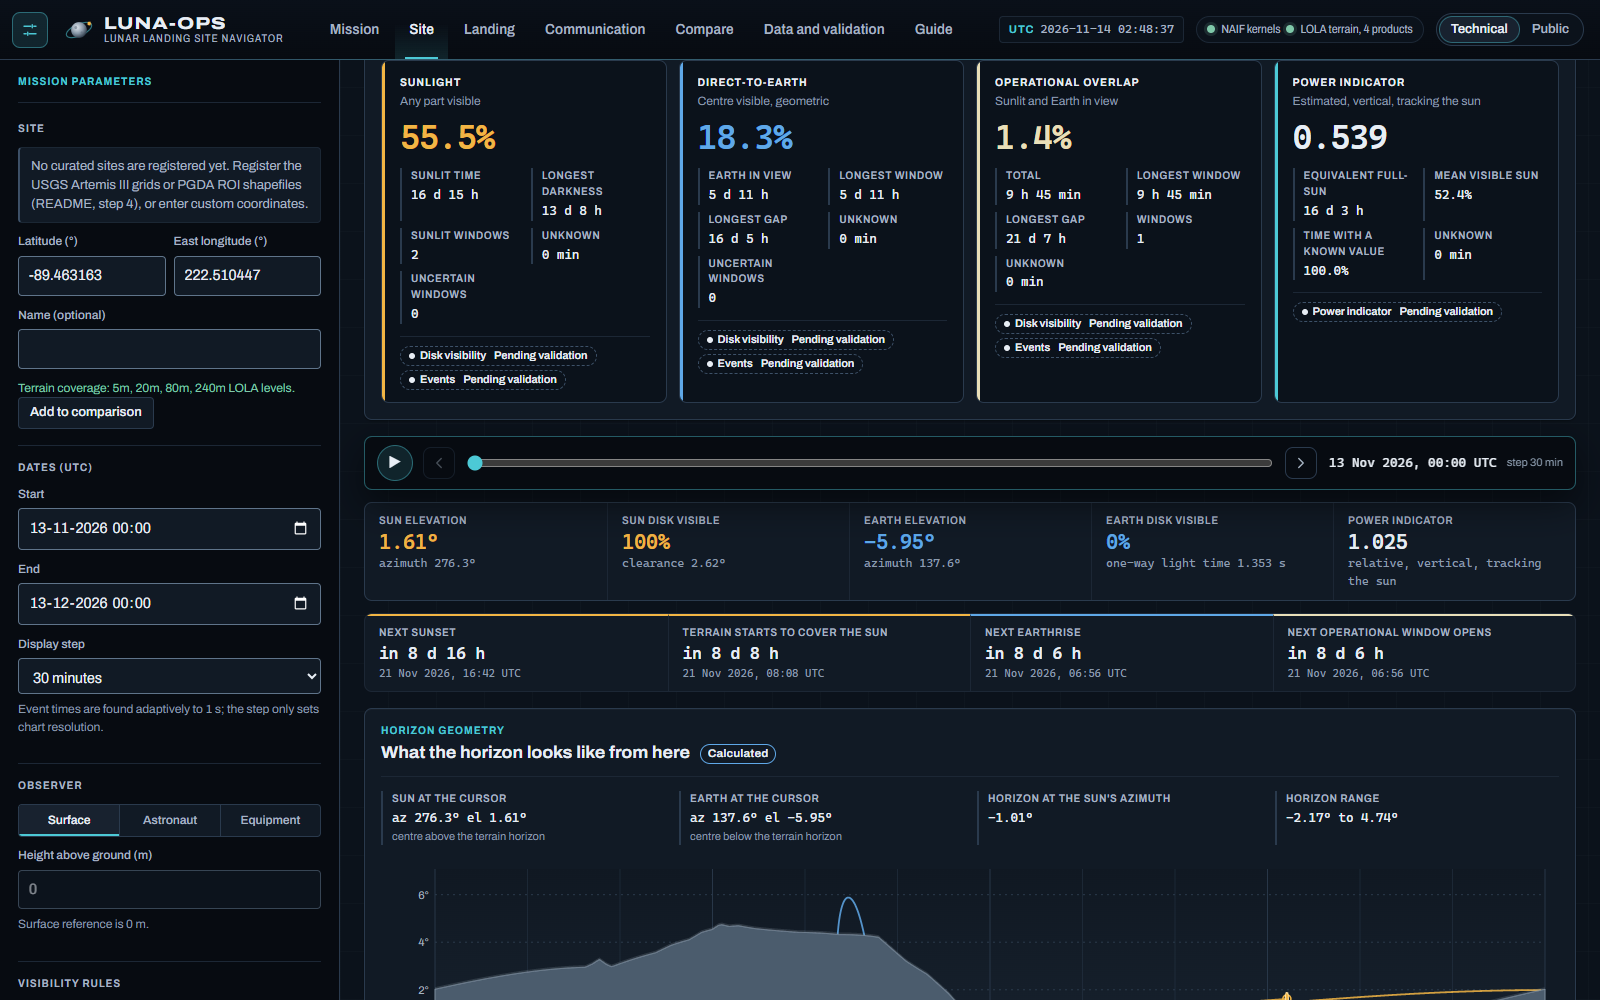 LUNA-OPS
LUNAR LANDING SITE NAVIGATOR
Mission
Site
Landing
Communication
Compare
Data and validation
Guide
UTC 2026-11-14 02:48:37
NAIF kernels
LOLA terrain, 4 products
Technical
Public
MISSION PARAMETERS
SITE
No curated sites are registered yet. Register the
USGS Artemis III grids or PGDA ROI shapefiles
(README, step 4), or enter custom coordinates.
Latitude (°)
East longitude (°)
-89.463163
222.510447
Name (optional)
Terrain coverage: 5m, 20m, 80m, 240m LOLA levels.
Add to comparison
DATES (UTC)
Start
13-11-2026 00:00
End
13-12-2026 00:00
Display step
30 minutes
Event times are found adaptively to 1 s; the step only sets
chart resolution.
OBSERVER
Surface
Astronaut
Equipment
Height above ground (m)
0
Surface reference is 0 m.
VISIBILITY RULES
SUNLIGHT
Any part visible
55.5%
SUNLIT TIME
16 d 15 h
LONGEST
DARKNESS
13 d 8 h
SUNLIT WINDOWS
2
UNKNOWN
0 min
UNCERTAIN
WINDOWS
0
Disk visibility Pending validation
Events Pending validation
DIRECT-TO-EARTH
Centre visible, geometric
18.3%
EARTH IN VIEW
5 d 11 h
LONGEST WINDOW
5 d 11 h
LONGEST GAP
16 d 5 h
UNKNOWN
0 min
UNCERTAIN
WINDOWS
0
Disk visibility Pending validation
Events Pending validation
OPERATIONAL OVERLAP
Sunlit and Earth in view
1.4%
TOTAL
9 h 45 min
LONGEST WINDOW
9 h 45 min
LONGEST GAP
21 d 7 h
WINDOWS
1
UNKNOWN
0 min
Disk visibility Pending validation
Events Pending validation
POWER INDICATOR
Estimated, vertical, tracking the sun
0.539
EQUIVALENT FULL-
SUN
16 d 3 h
MEAN VISIBLE SUN
52.4%
TIME WITH A
KNOWN VALUE
100.0%
UNKNOWN
0 min
Power indicator Pending validation
13 Nov 2026, 00:00 UTC
step 30 min
SUN ELEVATION
1.61°
azimuth 276.3°
SUN DISK VISIBLE
100%
clearance 2.62°
EARTH ELEVATION
−5.95°
azimuth 137.6°
EARTH DISK VISIBLE
0%
one-way light time 1.353 s
POWER INDICATOR
1.025
relative, vertical, tracking
the sun
NEXT SUNSET
in 8 d 16 h
21 Nov 2026, 16:42 UTC
TERRAIN STARTS TO COVER THE SUN
in 8 d 8 h
21 Nov 2026, 08:08 UTC
NEXT EARTHRISE
in 8 d 6 h
21 Nov 2026, 06:56 UTC
NEXT OPERATIONAL WINDOW OPENS
in 8 d 6 h
21 Nov 2026, 06:56 UTC
HORIZON GEOMETRY
What the horizon looks like from here
Calculated
SUN AT THE CURSOR
az 276.3° el 1.61°
centre above the terrain horizon
EARTH AT THE CURSOR
az 137.6° el −5.95°
centre below the terrain horizon
HORIZON AT THE SUN'S AZIMUTH
−1.01°
HORIZON RANGE
−2.17° to 4.74°
6°
4°
2°